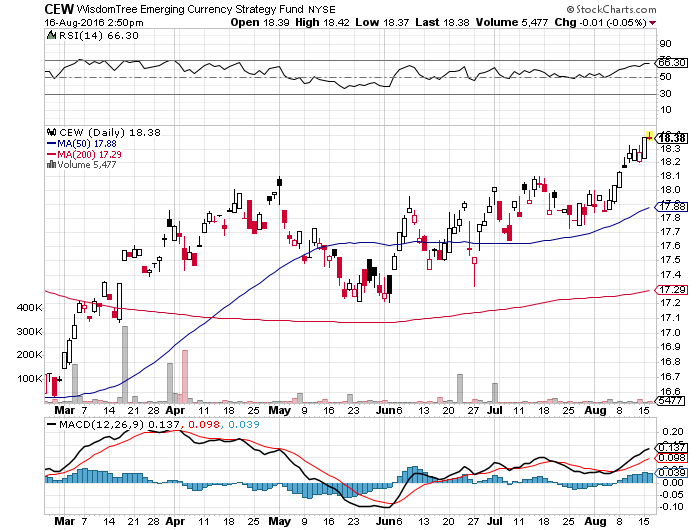 CEW WisdomTree Emerging Currency Strategy Fund NYSE © StockCharts.com
16-Aug-2016 2:50pm Open 18.39 High 18.42 Low 18.37 Last 18.38 Volume 5,477 Chg -0.01 (-0.05%)
RSI(14) 66.30
90
66.30
50
30
10
CEW (Daily) 18.38
MA(50) 17.88
MA(200) 17.29
Volume 5,477
18.38
18.3
18.2
18.1
18.0
17.88
17.8
17.7
17.6
17.5
17.4
17.29
17.2
17.1
17.0
16.9
16.8
16.7
16.6
5477
400K
300K
200K
100K
Mar 7 14 21 28 Apr 11 18 25 May 9 16 23 Jun 6 13 20 27 Jul 11 18 25 Aug 8 15
MACD(12,26,9) 0.137, 0.098, 0.039
0.20
0.137
0.098
0.039
0.00
-0.05
-0.10
Mar 7 14 21 28 Apr 11 18 25 May 9 16 23 Jun 6 13 20 27 Jul 11 18 25 Aug 8 15